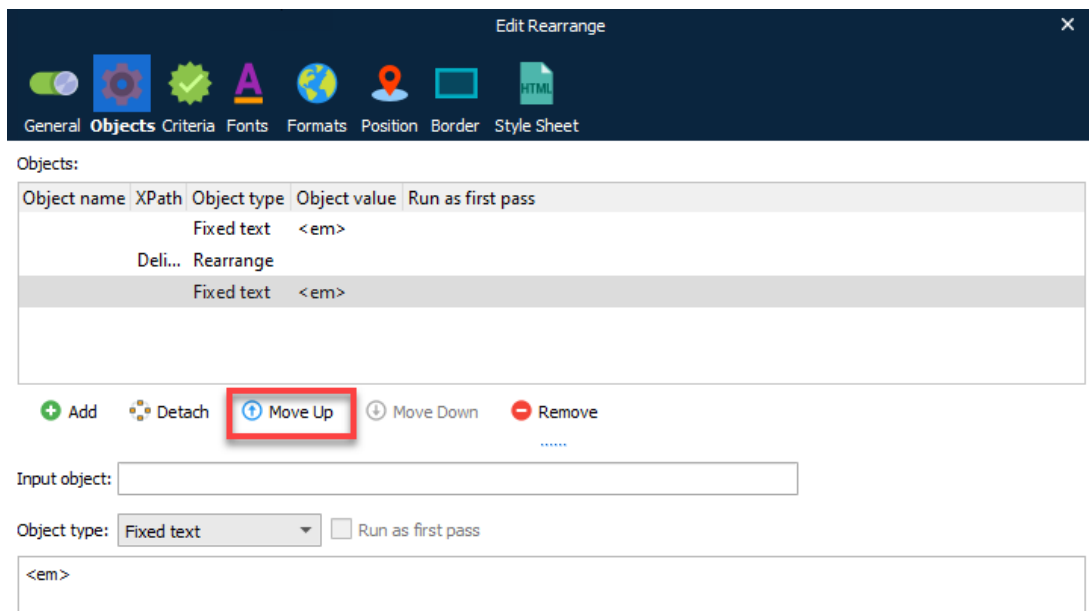 Edit Rearrange
HTML
General Objects Criteria Fonts Formats Position Border Style Sheet
Objects:
Object name XPath Object type Object value Run as first pass
Fixed text <em>
Deli... Rearrange
Fixed text <em>
Add Detach Move Up Move Down Remove
Input object:
Object type: Fixed text Run as first pass
<em>